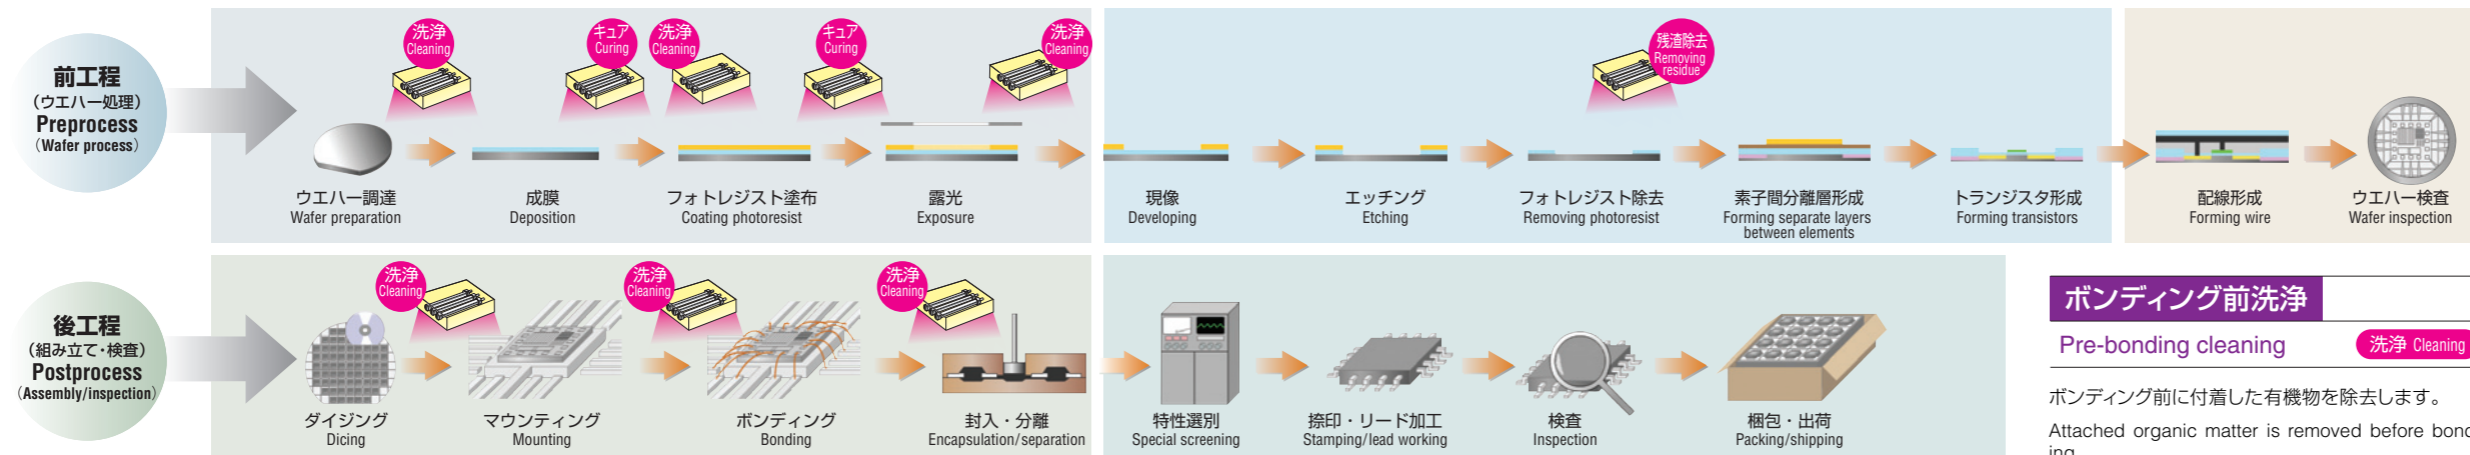 前工程
（ウエハー処理）
Preprocess
（Wafer process）
洗浄
Cleaning
キュア
Curing
洗浄
Cleaning
キュア
Curing
洗浄
Cleaning
残渣除去
Removing
residue
ウエハー調達
Wafer preparation
成膜
Deposition
フォトレジスト塗布
Coating photoresist
露光
Exposure
現像
Developing
エッチング
Etching
フォトレジスト除去
Removing photoresist
素子間分離層形成
Forming separate layers
between elements
トランジスタ形成
Forming transistors
配線形成
Forming wire
ウエハー検査
Wafer inspection
後工程
（組み立て・検査）
Postprocess
（Assembly/inspection）
洗浄
Cleaning
洗浄
Cleaning
洗浄
Cleaning
ダイジング
Dicing
マウンティング
Mounting
ボンディング
Bonding
封入・分離
Encapsulation/separation
特性選別
Special screening
捺印・リード加工
Stamping/lead working
検査
Inspection
梱包・出荷
Packing/shipping
ボンディング前洗浄
Pre-bonding cleaning
洗浄 Cleaning
ボンディング前に付着した有機物を除去します。
Attached organic matter is removed before bond-
ing.